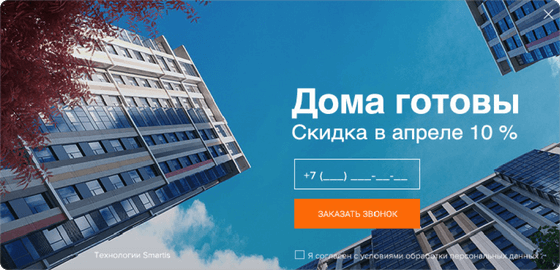 Дома готовы
Скидка в апреле 10 %
+7 (___) ___-__-__
ЗАКАЗАТЬ ЗВОНОК
Я согласен с условиями обработки персональных данных
Технологии Smartis